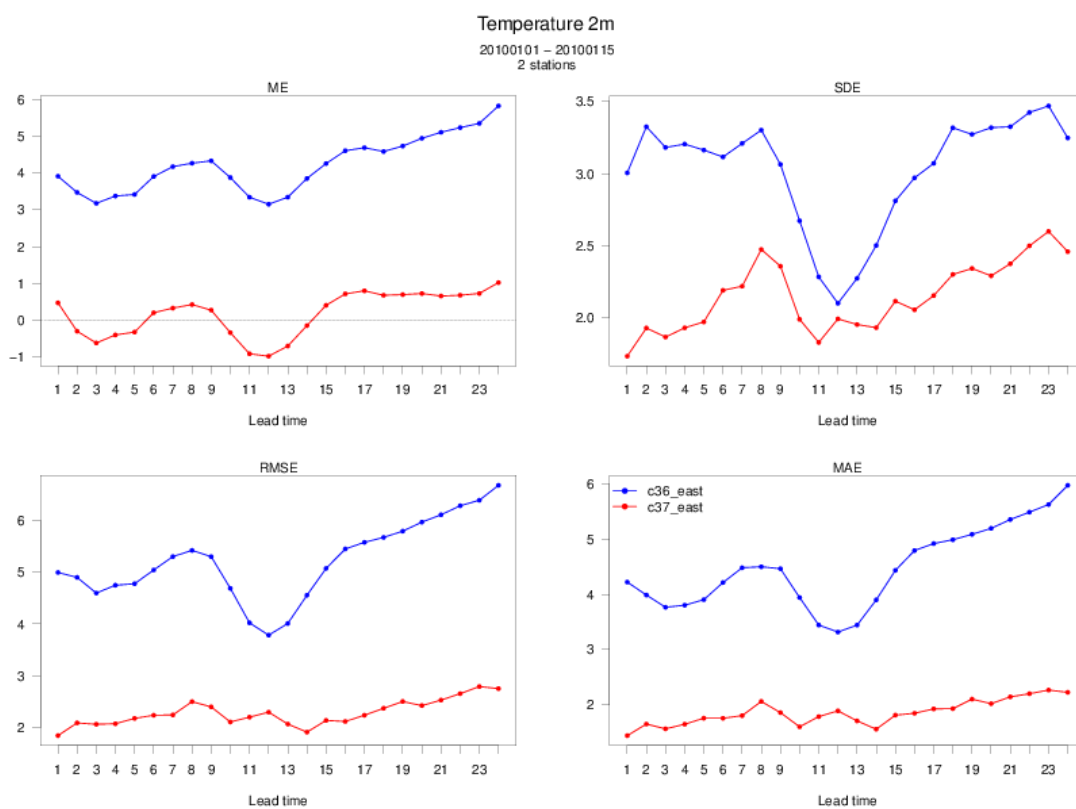 Temperature 2m
20100101 – 20100115
2 stations
ME
6
5
4
3
2
1
0
−1
1 2 3 4 5 6 7 8 9 11 13 15 17 19 21 23
Lead time
SDE
3.5
3.0
2.5
2.0
1 2 3 4 5 6 7 8 9 11 13 15 17 19 21 23
Lead time
RMSE
6
5
4
3
2
1 2 3 4 5 6 7 8 9 11 13 15 17 19 21 23
Lead time
MAE
c36_east
c37_east
6
5
4
3
2
1 2 3 4 5 6 7 8 9 11 13 15 17 19 21 23
Lead time